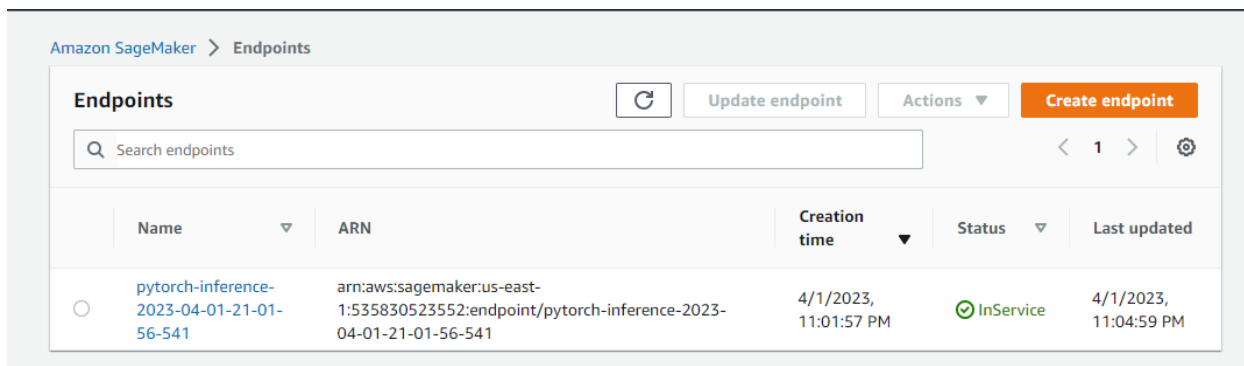 Amazon SageMaker > Endpoints
Endpoints
Update endpoint
Actions
Create endpoint
Search endpoints
1
Name
ARN
Creation
time
Status
Last updated
pytorch-inference-
2023-04-01-21-01-
56-541
arn:aws:sagemaker:us-east-
1:535830523552:endpoint/pytorch-inference-2023-
04-01-21-01-56-541
4/1/2023,
11:01:57 PM
InService
4/1/2023,
11:04:59 PM